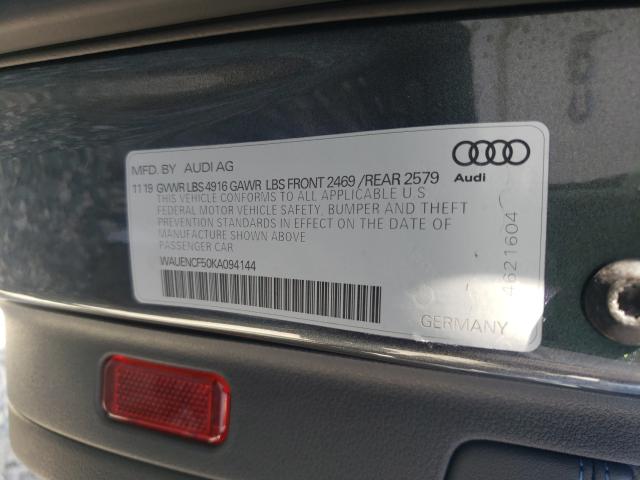 MFD. BY AUDI AG
11 19 GVWR LBS 4916 GAWR LBS FRONT 2469 /REAR 2579
THIS VEHICLE CONFORMS TO ALL APPLICABLE U S
FEDERAL MOTOR VEHICLE SAFETY, BUMPER AND THEFT
PREVENTION STANDARDS IN EFFECT ON THE DATE OF
MANUFACTURE SHOWN ABOVE
PASSENGER CAR
WAUENCF50KA094144
Audi
4621604
GERMANY